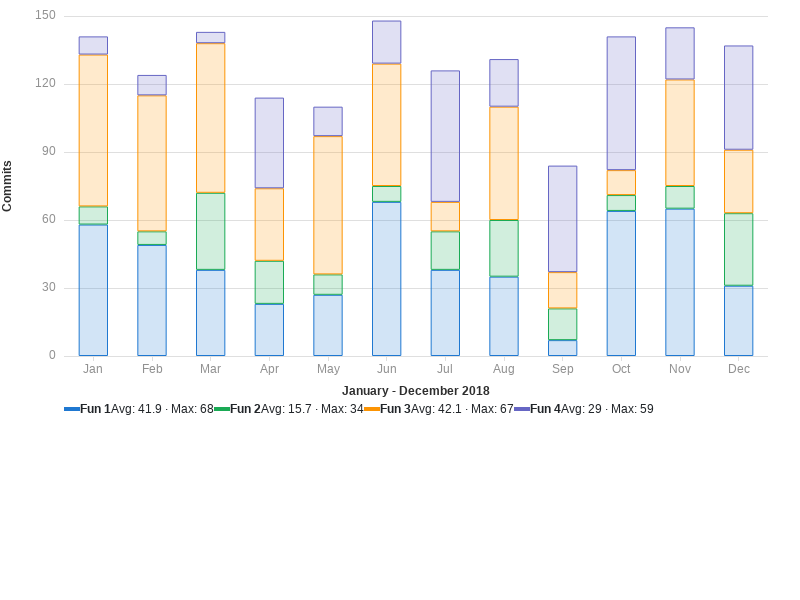 150
120
90
60
30
0
Commits
Jan Feb Mar Apr May Jun Jul Aug Sep Oct Nov Dec
January - December 2018
Fun 1 Avg: 41.9 · Max: 68 Fun 2 Avg: 15.7 · Max: 34 Fun 3 Avg: 42.1 · Max: 67 Fun 4 Avg: 29 · Max: 59